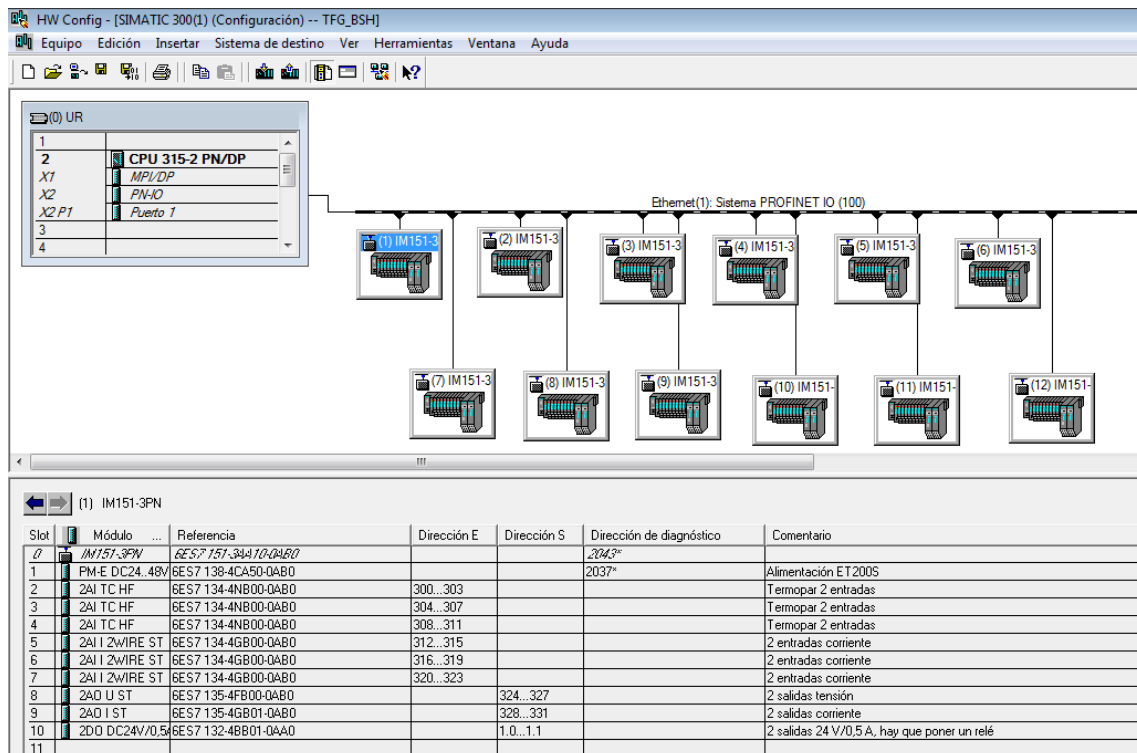 HW Config - [SIMATIC 300(1) (Configuración) -- TFG_BSH]
Equipo Edición Insertar Sistema de destino Ver Herramientas Ventana Ayuda
(0) UR
1
2 CPU 315-2 PN/DP
X1 MPI/DP
X2 PN-IO
X2 P1 Puerto 1
3
4
Ethernet(1): Sistema PROFINET IO (100)
(1) IM151-3
(2) IM151-3
(3) IM151-3
(4) IM151-3
(5) IM151-3
(6) IM151-3
(7) IM151-3
(8) IM151-3
(9) IM151-3
(10) IM151-
(11) IM151-
(12) IM151-
(1) IM151-3PN
Slot Módulo ... Referencia Dirección E Dirección S Dirección de diagnóstico Comentario
0 IM151-3PN 6ES7 151-3AA10-0AB0 2043*
1 PM-E DC24..48V 6ES7 138-4CA50-0AB0 2037* Alimentación ET200S
2 2AI TC HF 6ES7 134-4NB00-0AB0 300...303 Termopar 2 entradas
3 2AI TC HF 6ES7 134-4NB00-0AB0 304...307 Termopar 2 entradas
4 2AI TC HF 6ES7 134-4NB00-0AB0 308...311 Termopar 2 entradas
5 2AI I 2WIRE ST 6ES7 134-4GB00-0AB0 312...315 2 entradas corriente
6 2AI I 2WIRE ST 6ES7 134-4GB00-0AB0 316...319 2 entradas corriente
7 2AI I 2WIRE ST 6ES7 134-4GB00-0AB0 320...323 2 entradas corriente
8 2AO U ST 6ES7 135-4FB00-0AB0 324...327 2 salidas tensión
9 2AO I ST 6ES7 135-4GB01-0AB0 328...331 2 salidas corriente
10 2DO DC24V/0,5A 6ES7 132-4BB01-0AA0 1.0...1.1 2 salidas 24 V/0,5 A, hay que poner un relé
11